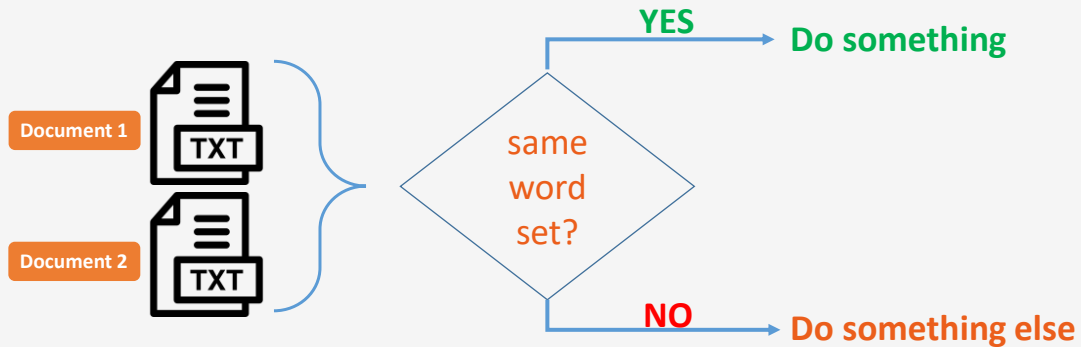 Document 1
TXT
Document 2
TXT
same
word
set?
YES
Do something
NO
Do something else